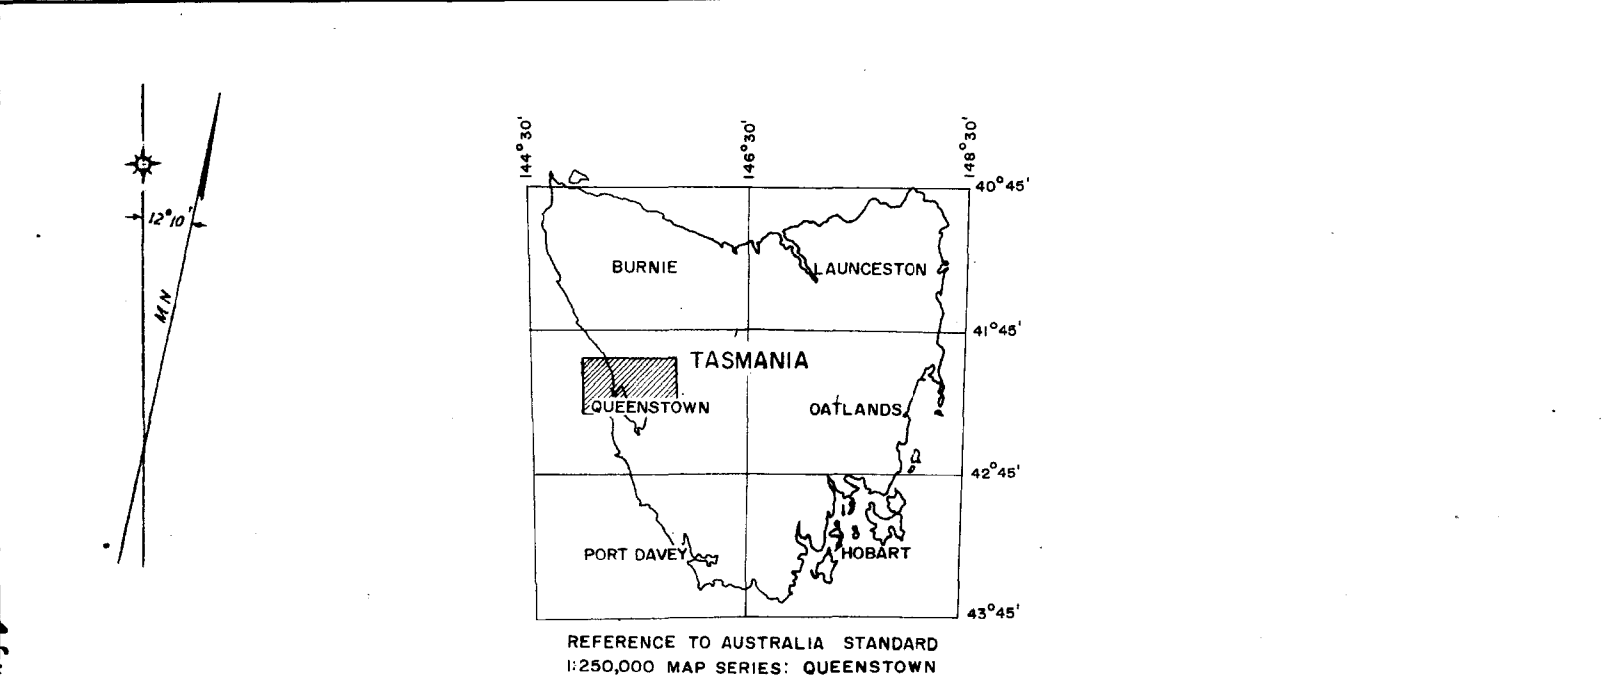 144°30'
146°30'
148°30'
40°45'
12°10'
BURNIE
LAUNCESTON
MN
41°45'
TASMANIA
QUEENSTOWN
OATLANDS
42°45'
PORT DAVEY
HOBART
43°45'
REFERENCE TO AUSTRALIA STANDARD
1:250,000 MAP SERIES: QUEENSTOWN